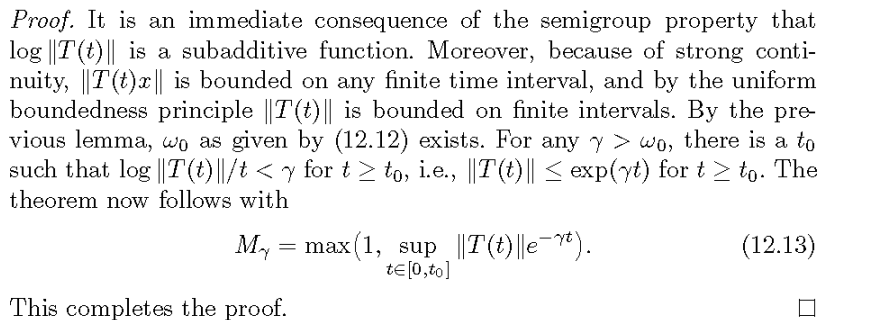 Proof. It is an immediate consequence of the semigroup property that
log ‖T(t)‖ is a subadditive function. Moreover, because of strong conti-
nuity, ‖T(t)x‖ is bounded on any finite time interval, and by the uniform
boundedness principle ‖T(t)‖ is bounded on finite intervals. By the pre-
vious lemma, ω₀ as given by (12.12) exists. For any γ > ω₀, there is a t₀
such that log ‖T(t)‖/t < γ for t ≥ t₀, i.e., ‖T(t)‖ ≤ exp(γt) for t ≥ t₀. The
theorem now follows with
M_γ = max(1, sup_{t∈[0,t₀]} ‖T(t)‖e^{−γt}). (12.13)
This completes the proof. □